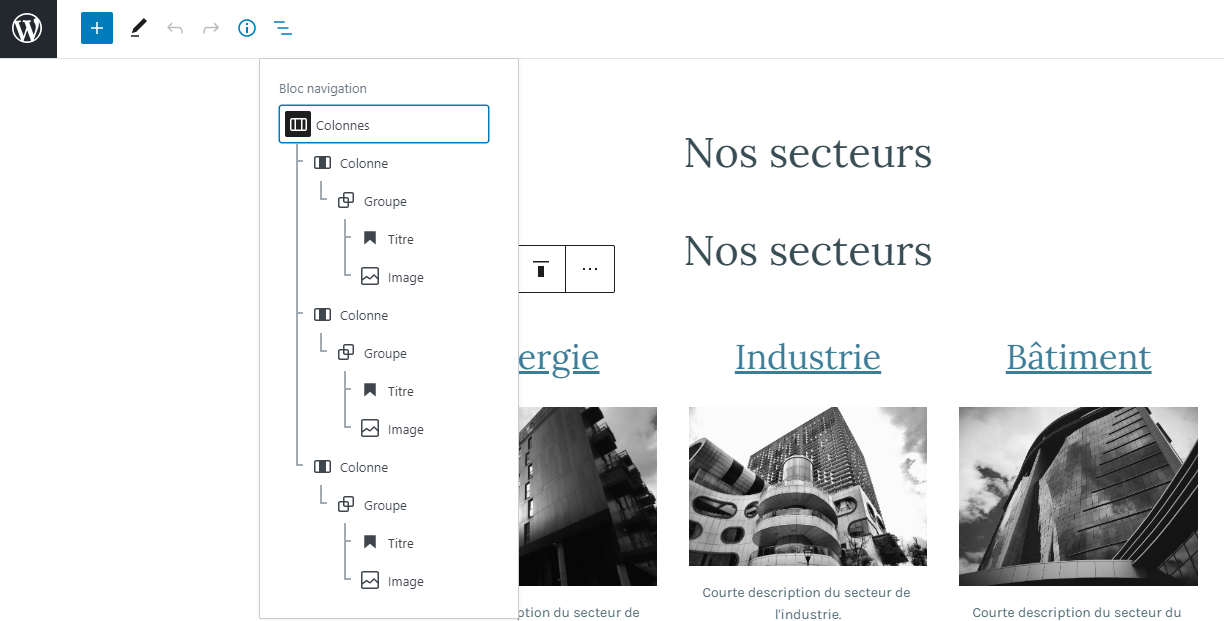 Bloc navigation
Colonnes
Colonne
Groupe
Titre
Image
Colonne
Groupe
Titre
Image
Colonne
Groupe
Titre
Image
Nos secteurs
Nos secteurs
ergie
Industrie
Bâtiment
Courte description du secteur de
l'industrie.
ption du secteur de
Courte description du secteur du